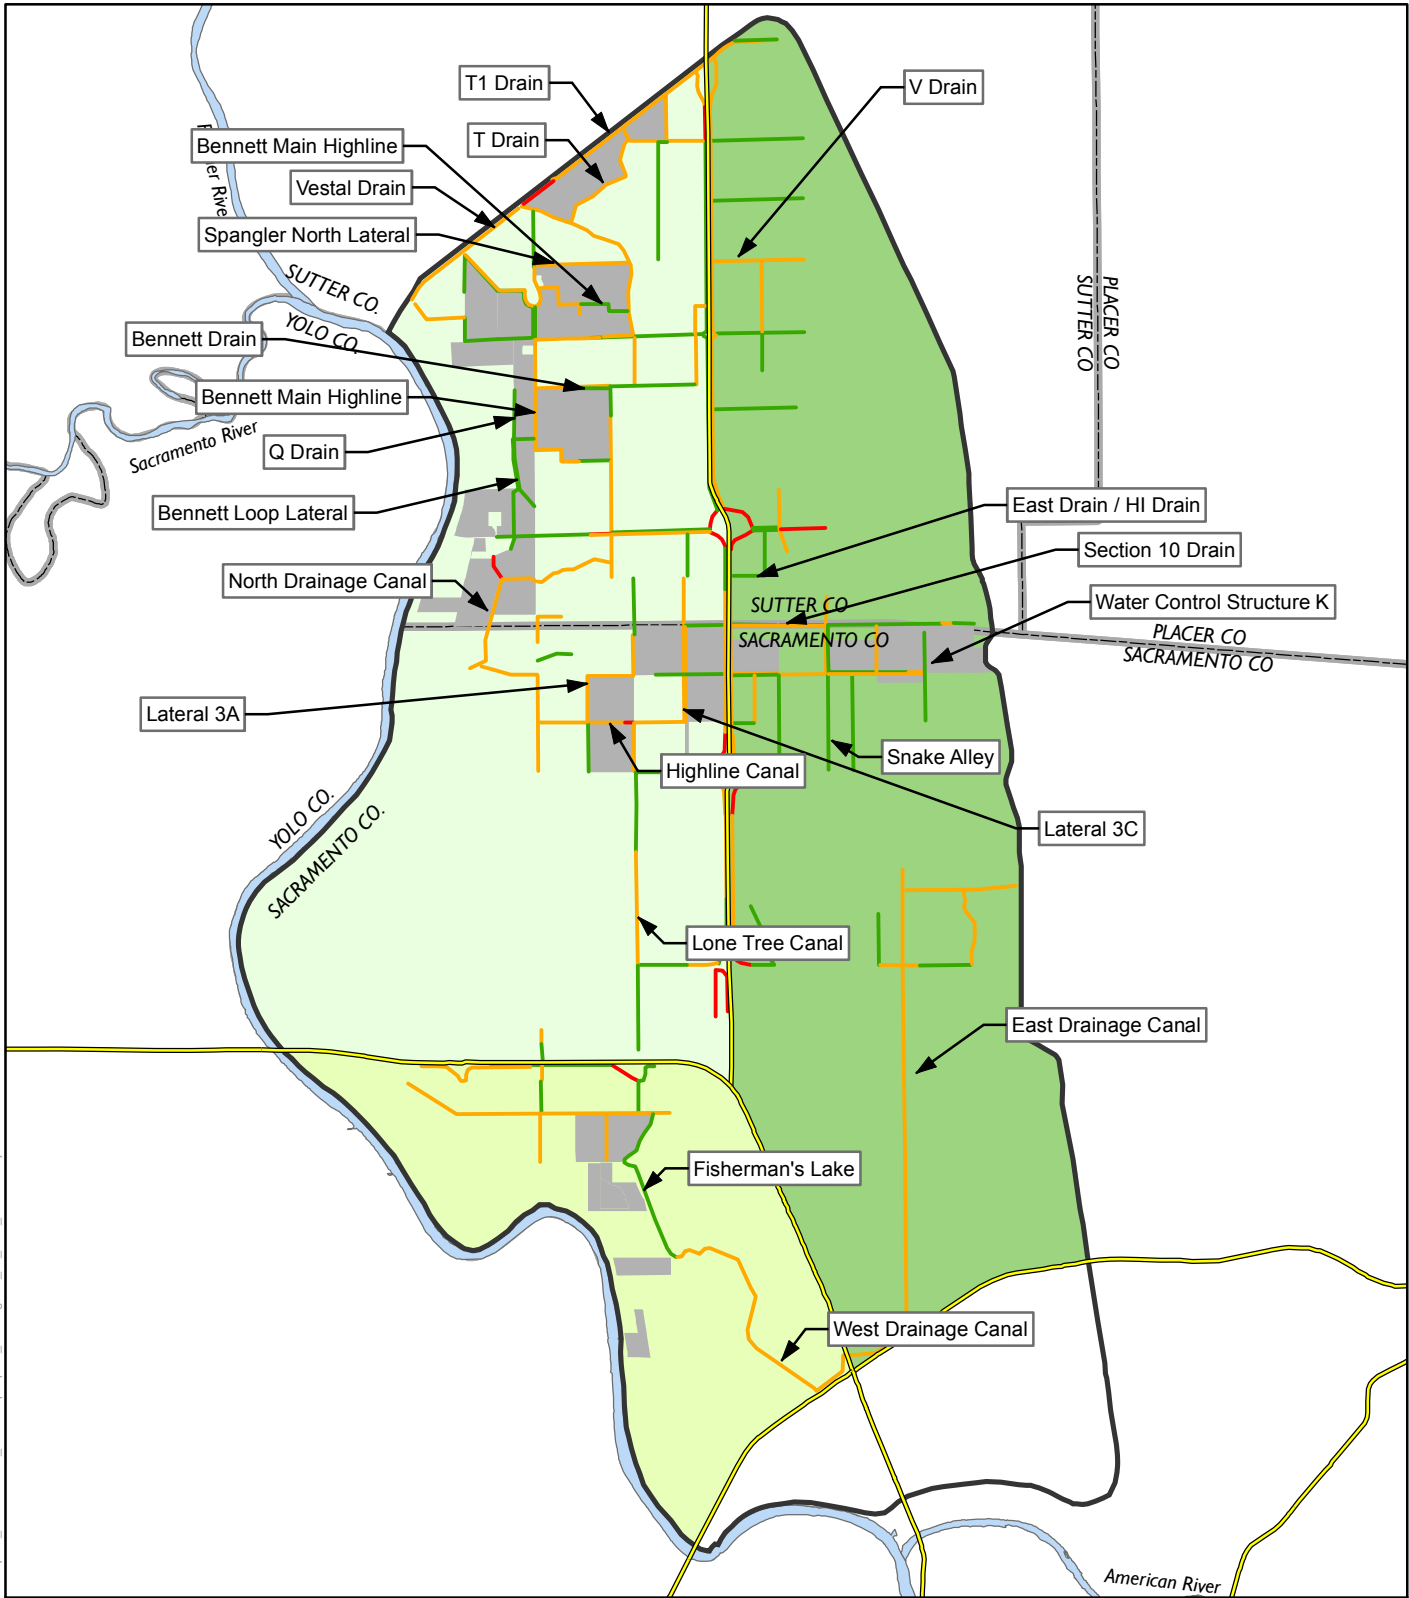 T1 Drain
V Drain
T Drain
Bennett Main Highline
Vestal Drain
Spangler North Lateral
SUTTER CO.
YOLO CO.
PLACER CO
SUTTER CO
Bennett Drain
Bennett Main Highline
Sacramento River
Q Drain
Bennett Loop Lateral
East Drain / HI Drain
Section 10 Drain
North Drainage Canal
SUTTER CO
SACRAMENTO CO
Water Control Structure K
PLACER CO
SACRAMENTO CO
Lateral 3A
Highline Canal
Snake Alley
YOLO CO.
SACRAMENTO CO.
Lateral 3C
Lone Tree Canal
East Drainage Canal
Fisherman's Lake
West Drainage Canal
American River